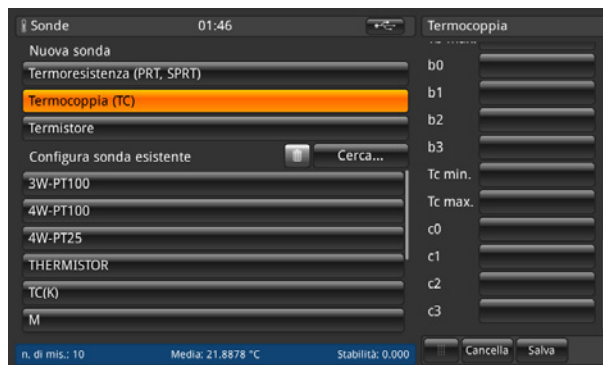 Sonde 01:46
Nuova sonda
Termoresistenza (PRT, SPRT)
Termocoppia (TC)
Termistore
Configura sonda esistente Cerca...
3W-PT100
4W-PT100
4W-PT25
THERMISTOR
TC(K)
M
n. di mis.: 10 Media: 21.8878 °C Stabilità: 0.000
Termocoppia
b0
b1
b2
b3
Tc min.
Tc max.
c0
c1
c2
c3
Cancella Salva